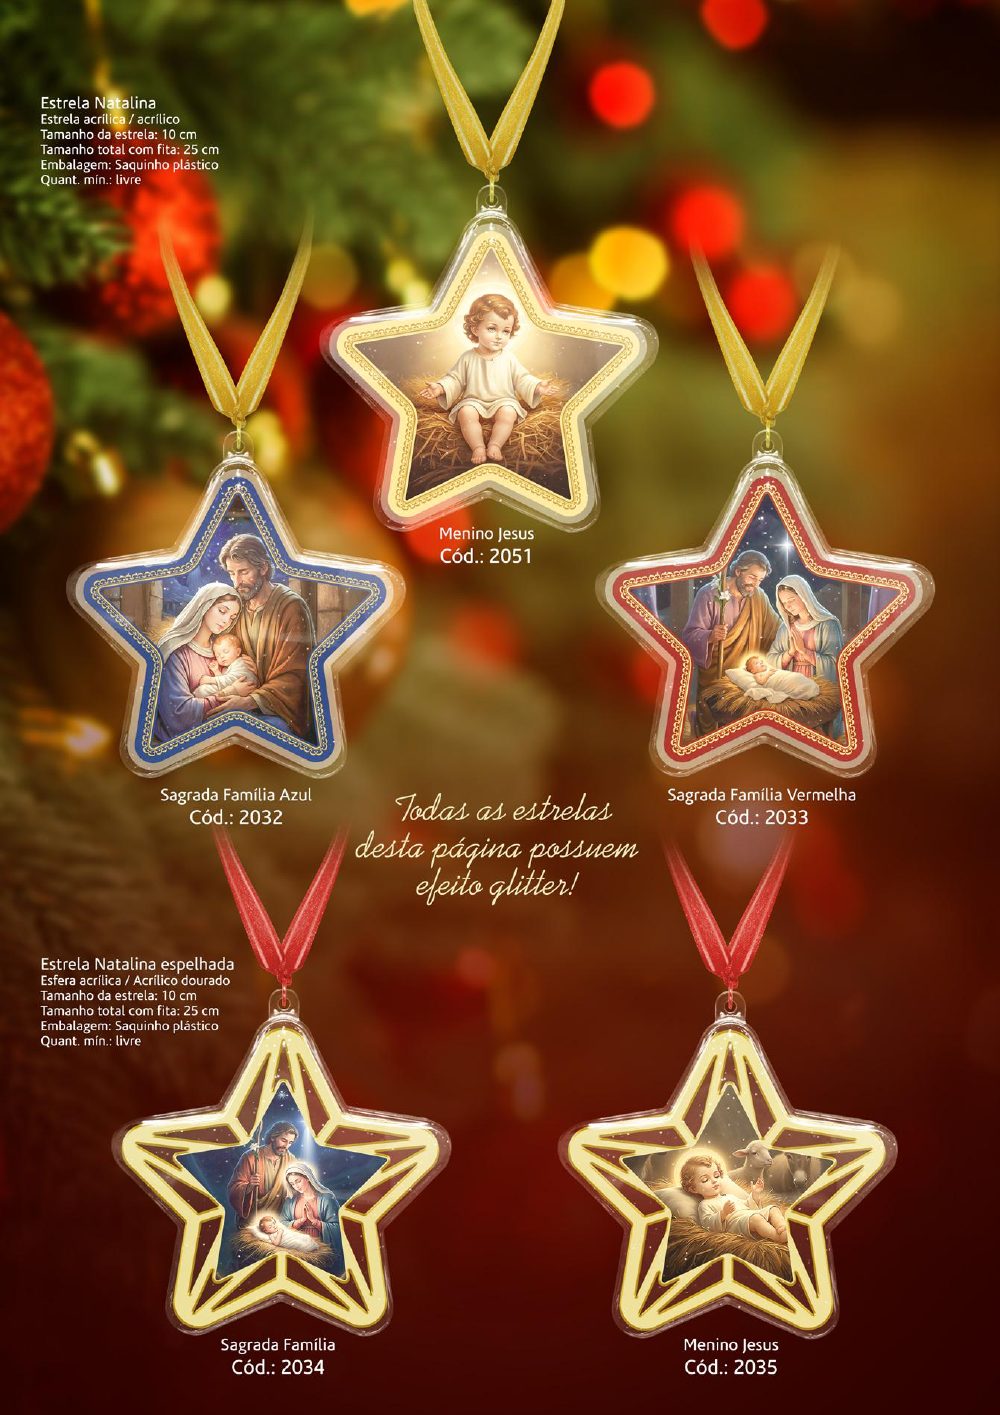 Estrela Natalina
Estrela acrílica / acrílico
Tamanho da estrela: 10 cm
Tamanho total com fita: 25 cm
Embalagem: Saquinho plástico
Quant. mín.: livre
Menino Jesus
Cód.: 2051
Sagrada Família Azul
Cód.: 2032
Sagrada Família Vermelha
Cód.: 2033
Todas as estrelas
desta página possuem
efeito glitter!
Estrela Natalina espelhada
Esfera acrílica / Acrílico dourado
Tamanho da estrela: 10 cm
Tamanho total com fita: 25 cm
Embalagem: Saquinho plástico
Quant. mín.: livre
Sagrada Família
Cód.: 2034
Menino Jesus
Cód.: 2035